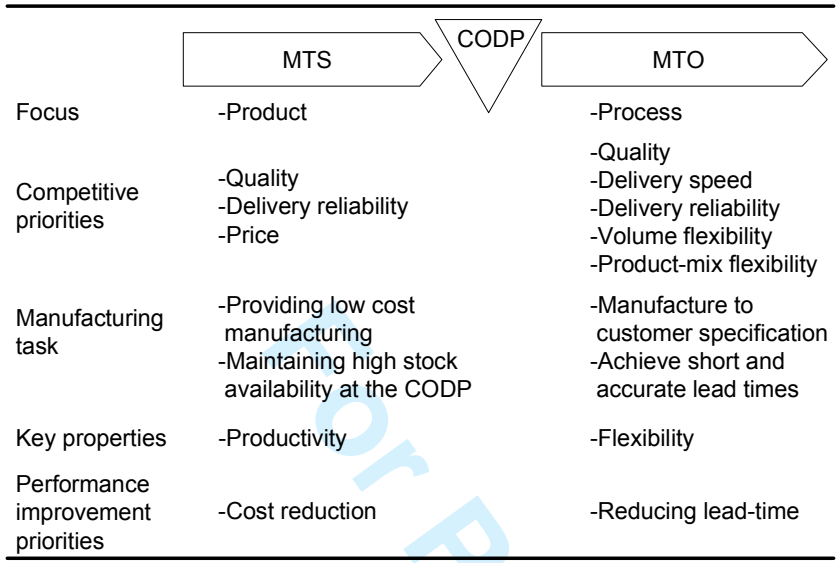 MTS
CODP
MTO
Focus
-Product
-Process
Competitive
priorities
-Quality
-Delivery reliability
-Price
-Quality
-Delivery speed
-Delivery reliability
-Volume flexibility
-Product-mix flexibility
Manufacturing
task
-Providing low cost
manufacturing
-Maintaining high stock
availability at the CODP
-Manufacture to
customer specification
-Achieve short and
accurate lead times
Key properties
-Productivity
-Flexibility
Performance
improvement
priorities
-Cost reduction
-Reducing lead-time
For P